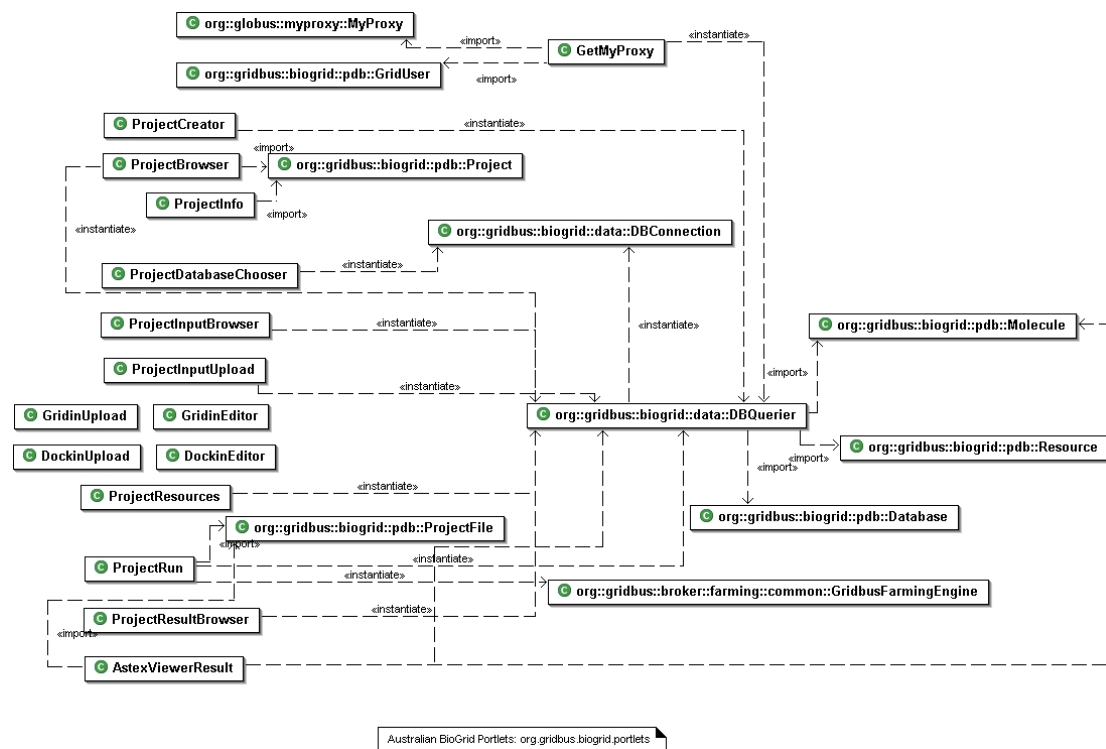 org::globus::myproxy::MyProxy
«import»
«instantiate»
GetMyProxy
org::gridbus::biogrid::pdb::GridUser
«import»
ProjectCreator
«instantiate»
ProjectBrowser
«import»
org::gridbus::biogrid::pdb::Project
ProjectInfo
«import»
«instantiate»
org::gridbus::biogrid::data::DBConnection
ProjectDatabaseChooser
«instantiate»
ProjectInputBrowser
«instantiate»
«instantiate»
org::gridbus::biogrid::pdb::Molecule
ProjectInputUpload
«instantiate»
«import»
GridinUpload
GridinEditor
org::gridbus::biogrid::data::DBQuerier
org::gridbus::biogrid::pdb::Resource
DockinUpload
DockinEditor
«import»
«import»
ProjectResources
«instantiate»
org::gridbus::biogrid::pdb::Database
org::gridbus::biogrid::pdb::ProjectFile
«import»
ProjectRun
«instantiate»
«instantiate»
org::gridbus::broker::farming::common::GridbusFarmingEngine
ProjectResultBrowser
«instantiate»
«import»
AstexViewerResult
Australian BioGrid Portlets: org.gridbus.biogrid.portlets